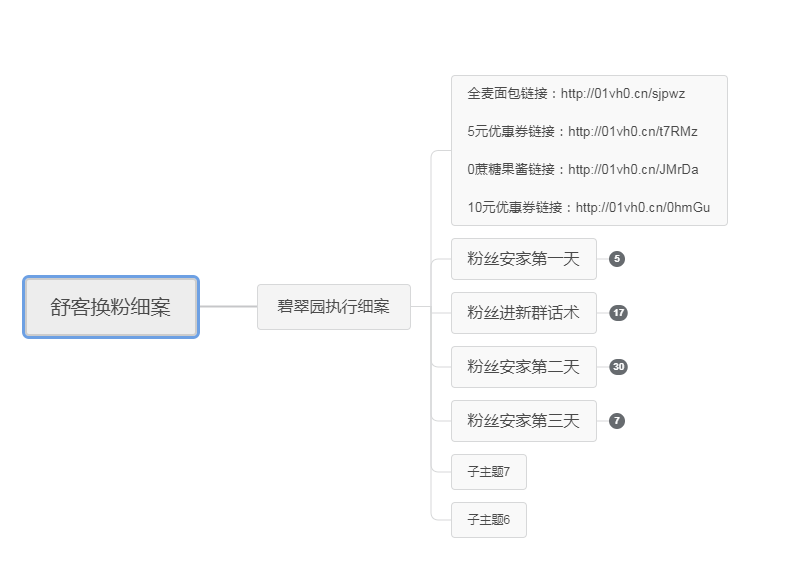 舒客换粉细案
碧翠园执行细案
全麦面包链接：http://01vh0.cn/sjpwz
5元优惠券链接：http://01vh0.cn/t7RMz
0蔗糖果酱链接：http://01vh0.cn/JMrDa
10元优惠券链接：http://01vh0.cn/0hmGu
粉丝安家第一天 5
粉丝进新群话术 17
粉丝安家第二天 30
粉丝安家第三天 7
子主题7
子主题6